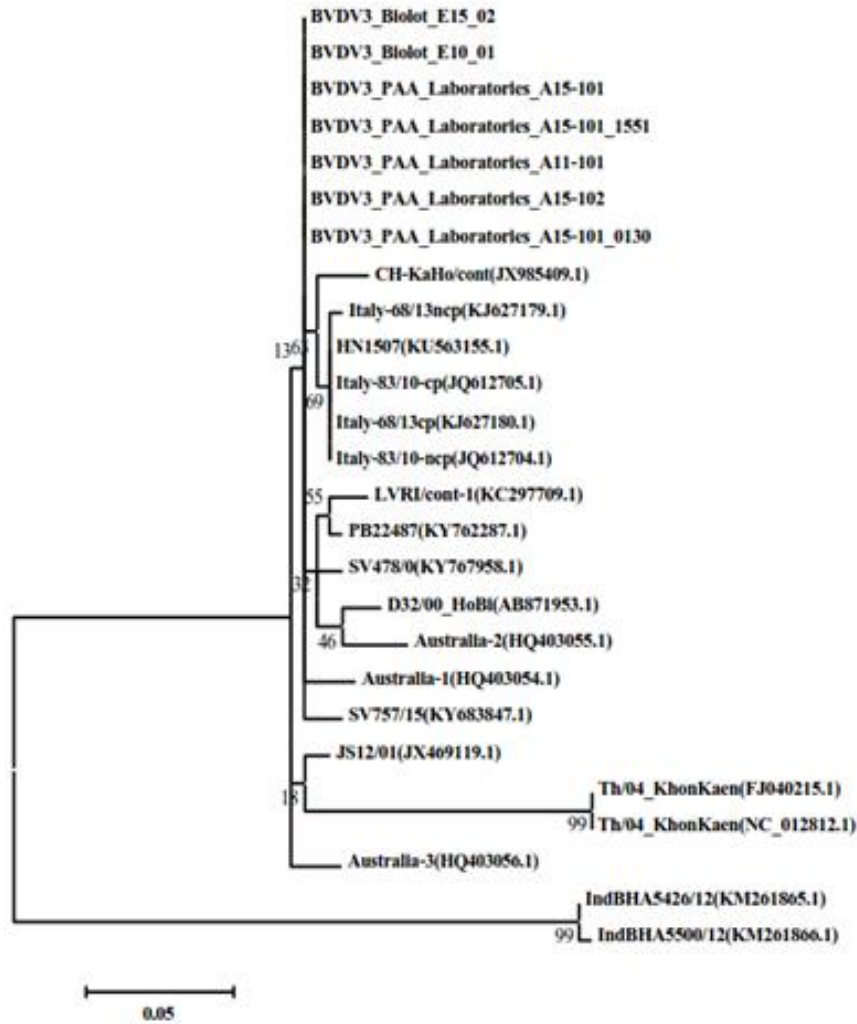 BVDV3_Biolot_E15_02
BVDV3_Biolot_E10_01
BVDV3_PAA_Laboratories_A15-101
BVDV3_PAA_Laboratories_A15-101_1551
BVDV3_PAA_Laboratories_A11-101
BVDV3_PAA_Laboratories_A15-102
BVDV3_PAA_Laboratories_A15-101_0130
CH-KaHo/cont(JX985409.1)
Italy-68/13ncp(KJ627179.1)
HN1507(KU563155.1)
13
Italy-83/10-cp(JQ612705.1)
69
Italy-68/13cp(KJ627180.1)
Italy-83/10-ncp(JQ612704.1)
55
LVRI/cont-1(KC297709.1)
PB22487(KY762287.1)
SV478/0(KY767958.1)
32
D32/00_HoBi(AB871953.1)
46
Australia-2(HQ403055.1)
Australia-1(HQ403054.1)
SV757/15(KY683847.1)
JS12/01(JX469119.1)
18
Th/04_KhonKaen(FJ040215.1)
99
Th/04_KhonKaen(NC_012812.1)
Australia-3(HQ403056.1)
IndBHA5426/12(KM261865.1)
99
IndBHA5500/12(KM261866.1)
0.05